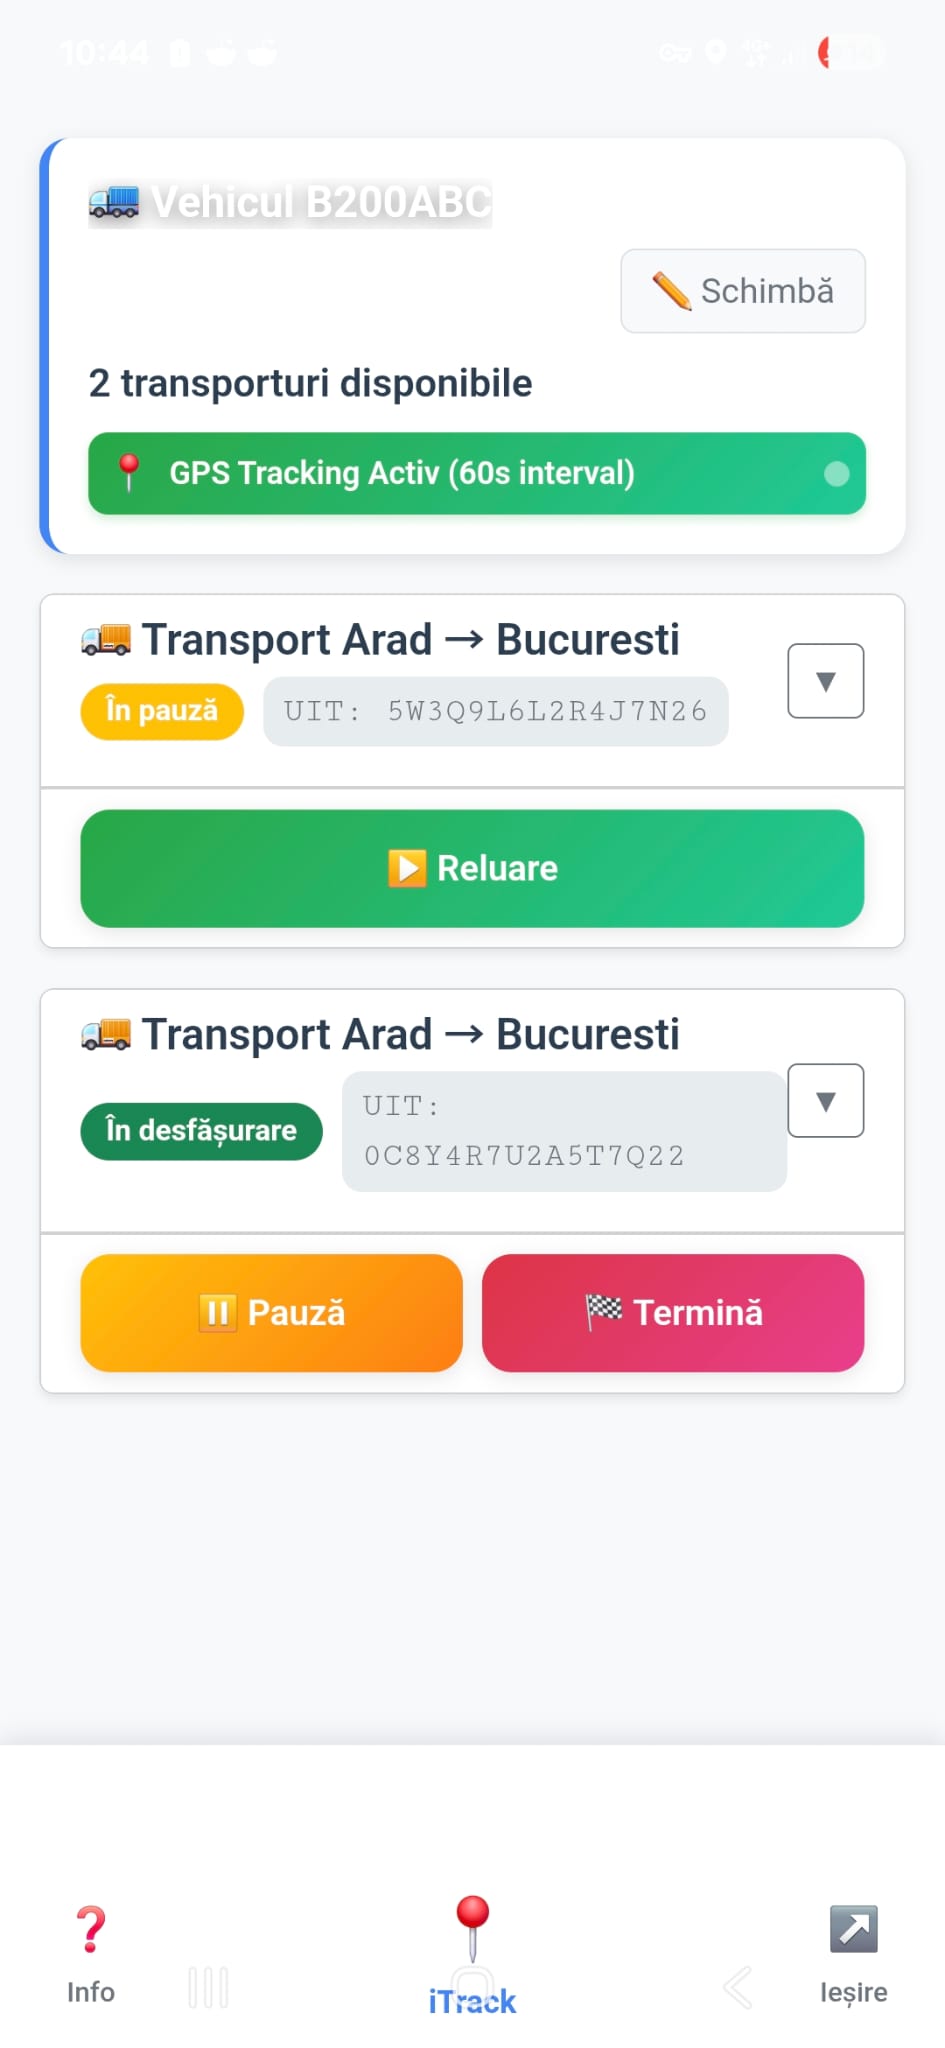 10:44
Vehicul B200ABC
Schimbă
2 transporturi disponibile
GPS Tracking Activ (60s interval)
Transport Arad → Bucuresti
În pauză
UIT: 5W3Q9L6L2R4J7N26
Reluare
Transport Arad → Bucuresti
În desfășurare
UIT:
0C8Y4R7U2A5T7Q22
Pauză
Termină
Info
iTrack
Ieșire